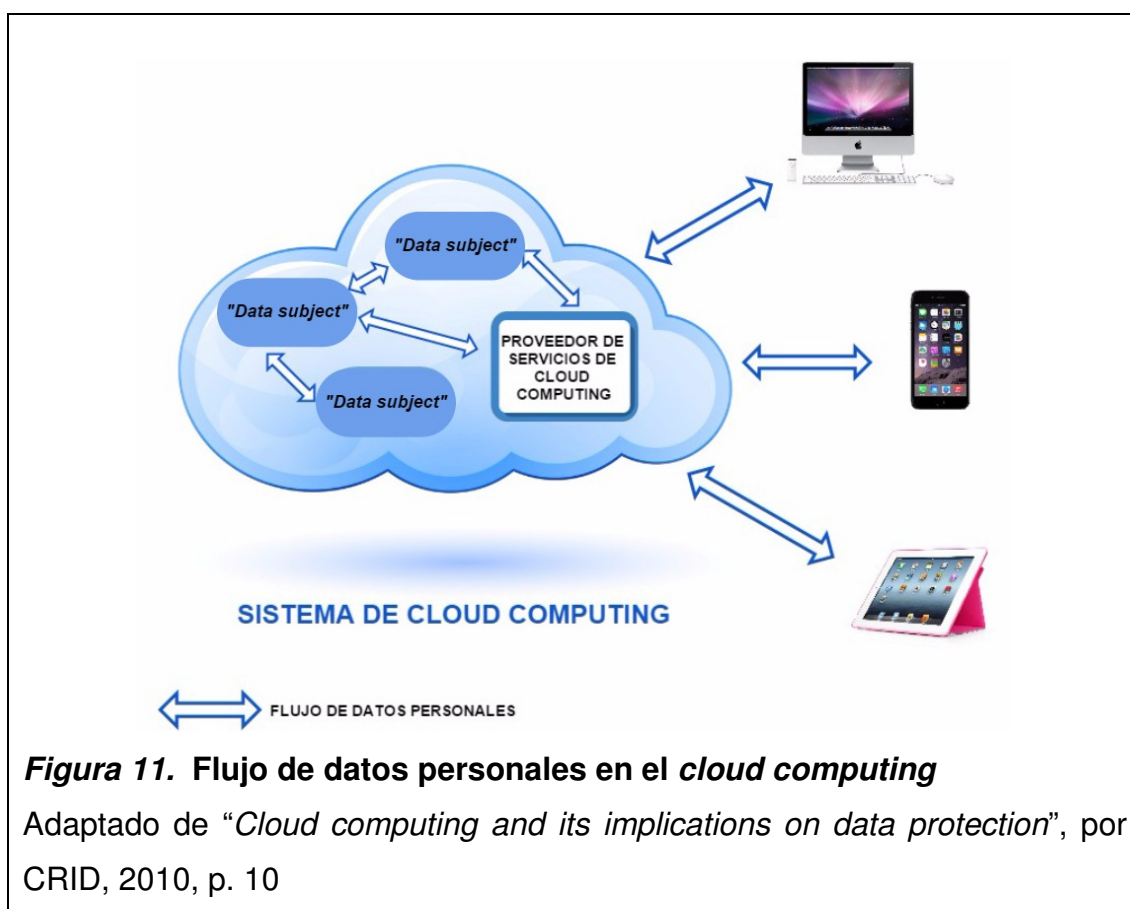 "Data subject"
"Data subject"
PROVEEDOR DE
SERVICIOS DE
CLOUD
COMPUTING
"Data subject"
SISTEMA DE CLOUD COMPUTING
FLUJO DE DATOS PERSONALES
Figura 11. Flujo de datos personales en el cloud computing
Adaptado de “Cloud computing and its implications on data protection”, por
CRID, 2010, p. 10